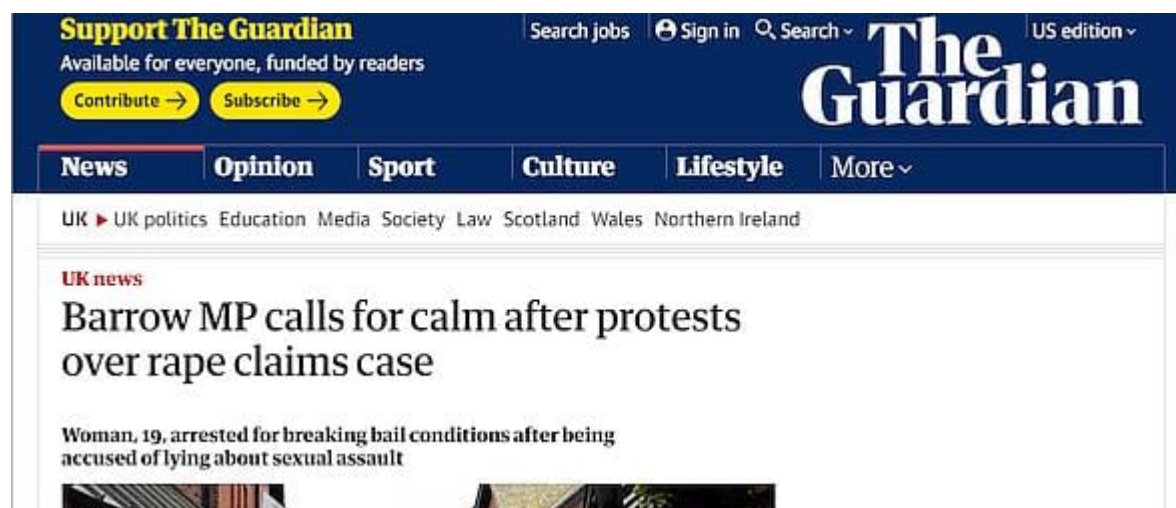 Support The Guardian
Available for everyone, funded by readers
Contribute → Subscribe →
Search jobs Sign in Search US edition
The
Guardian
News Opinion Sport Culture Lifestyle More
UK ▶ UK politics Education Media Society Law Scotland Wales Northern Ireland
UK news
Barrow MP calls for calm after protests
over rape claims case
Woman, 19, arrested for breaking bail conditions after being
accused of lying about sexual assault